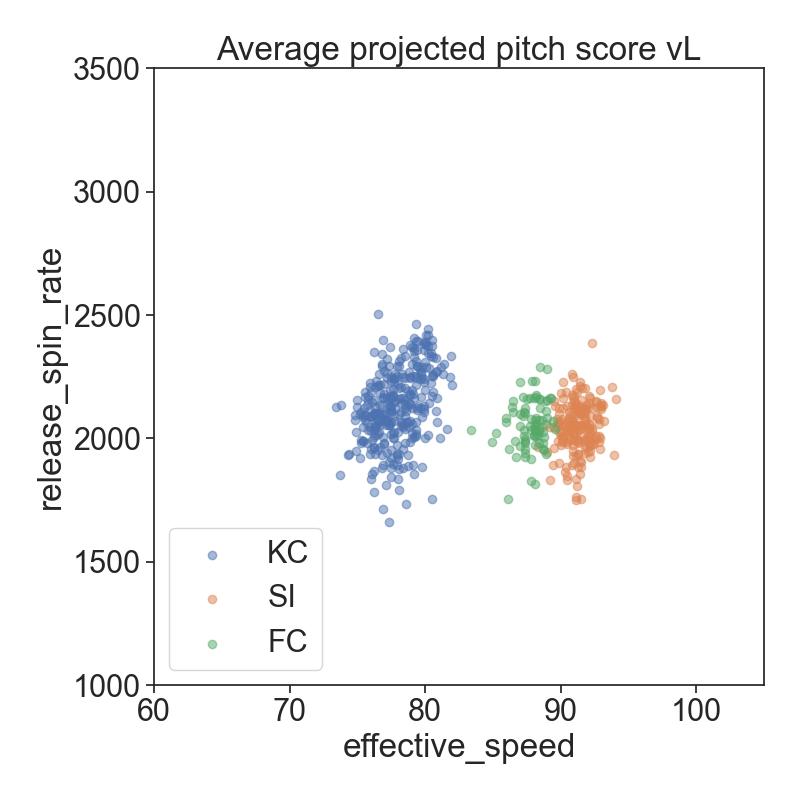 Average projected pitch score vL
3500
3000
2500
2000
1500
1000
release_spin_rate
KC
SI
FC
60 70 80 90 100
effective_speed